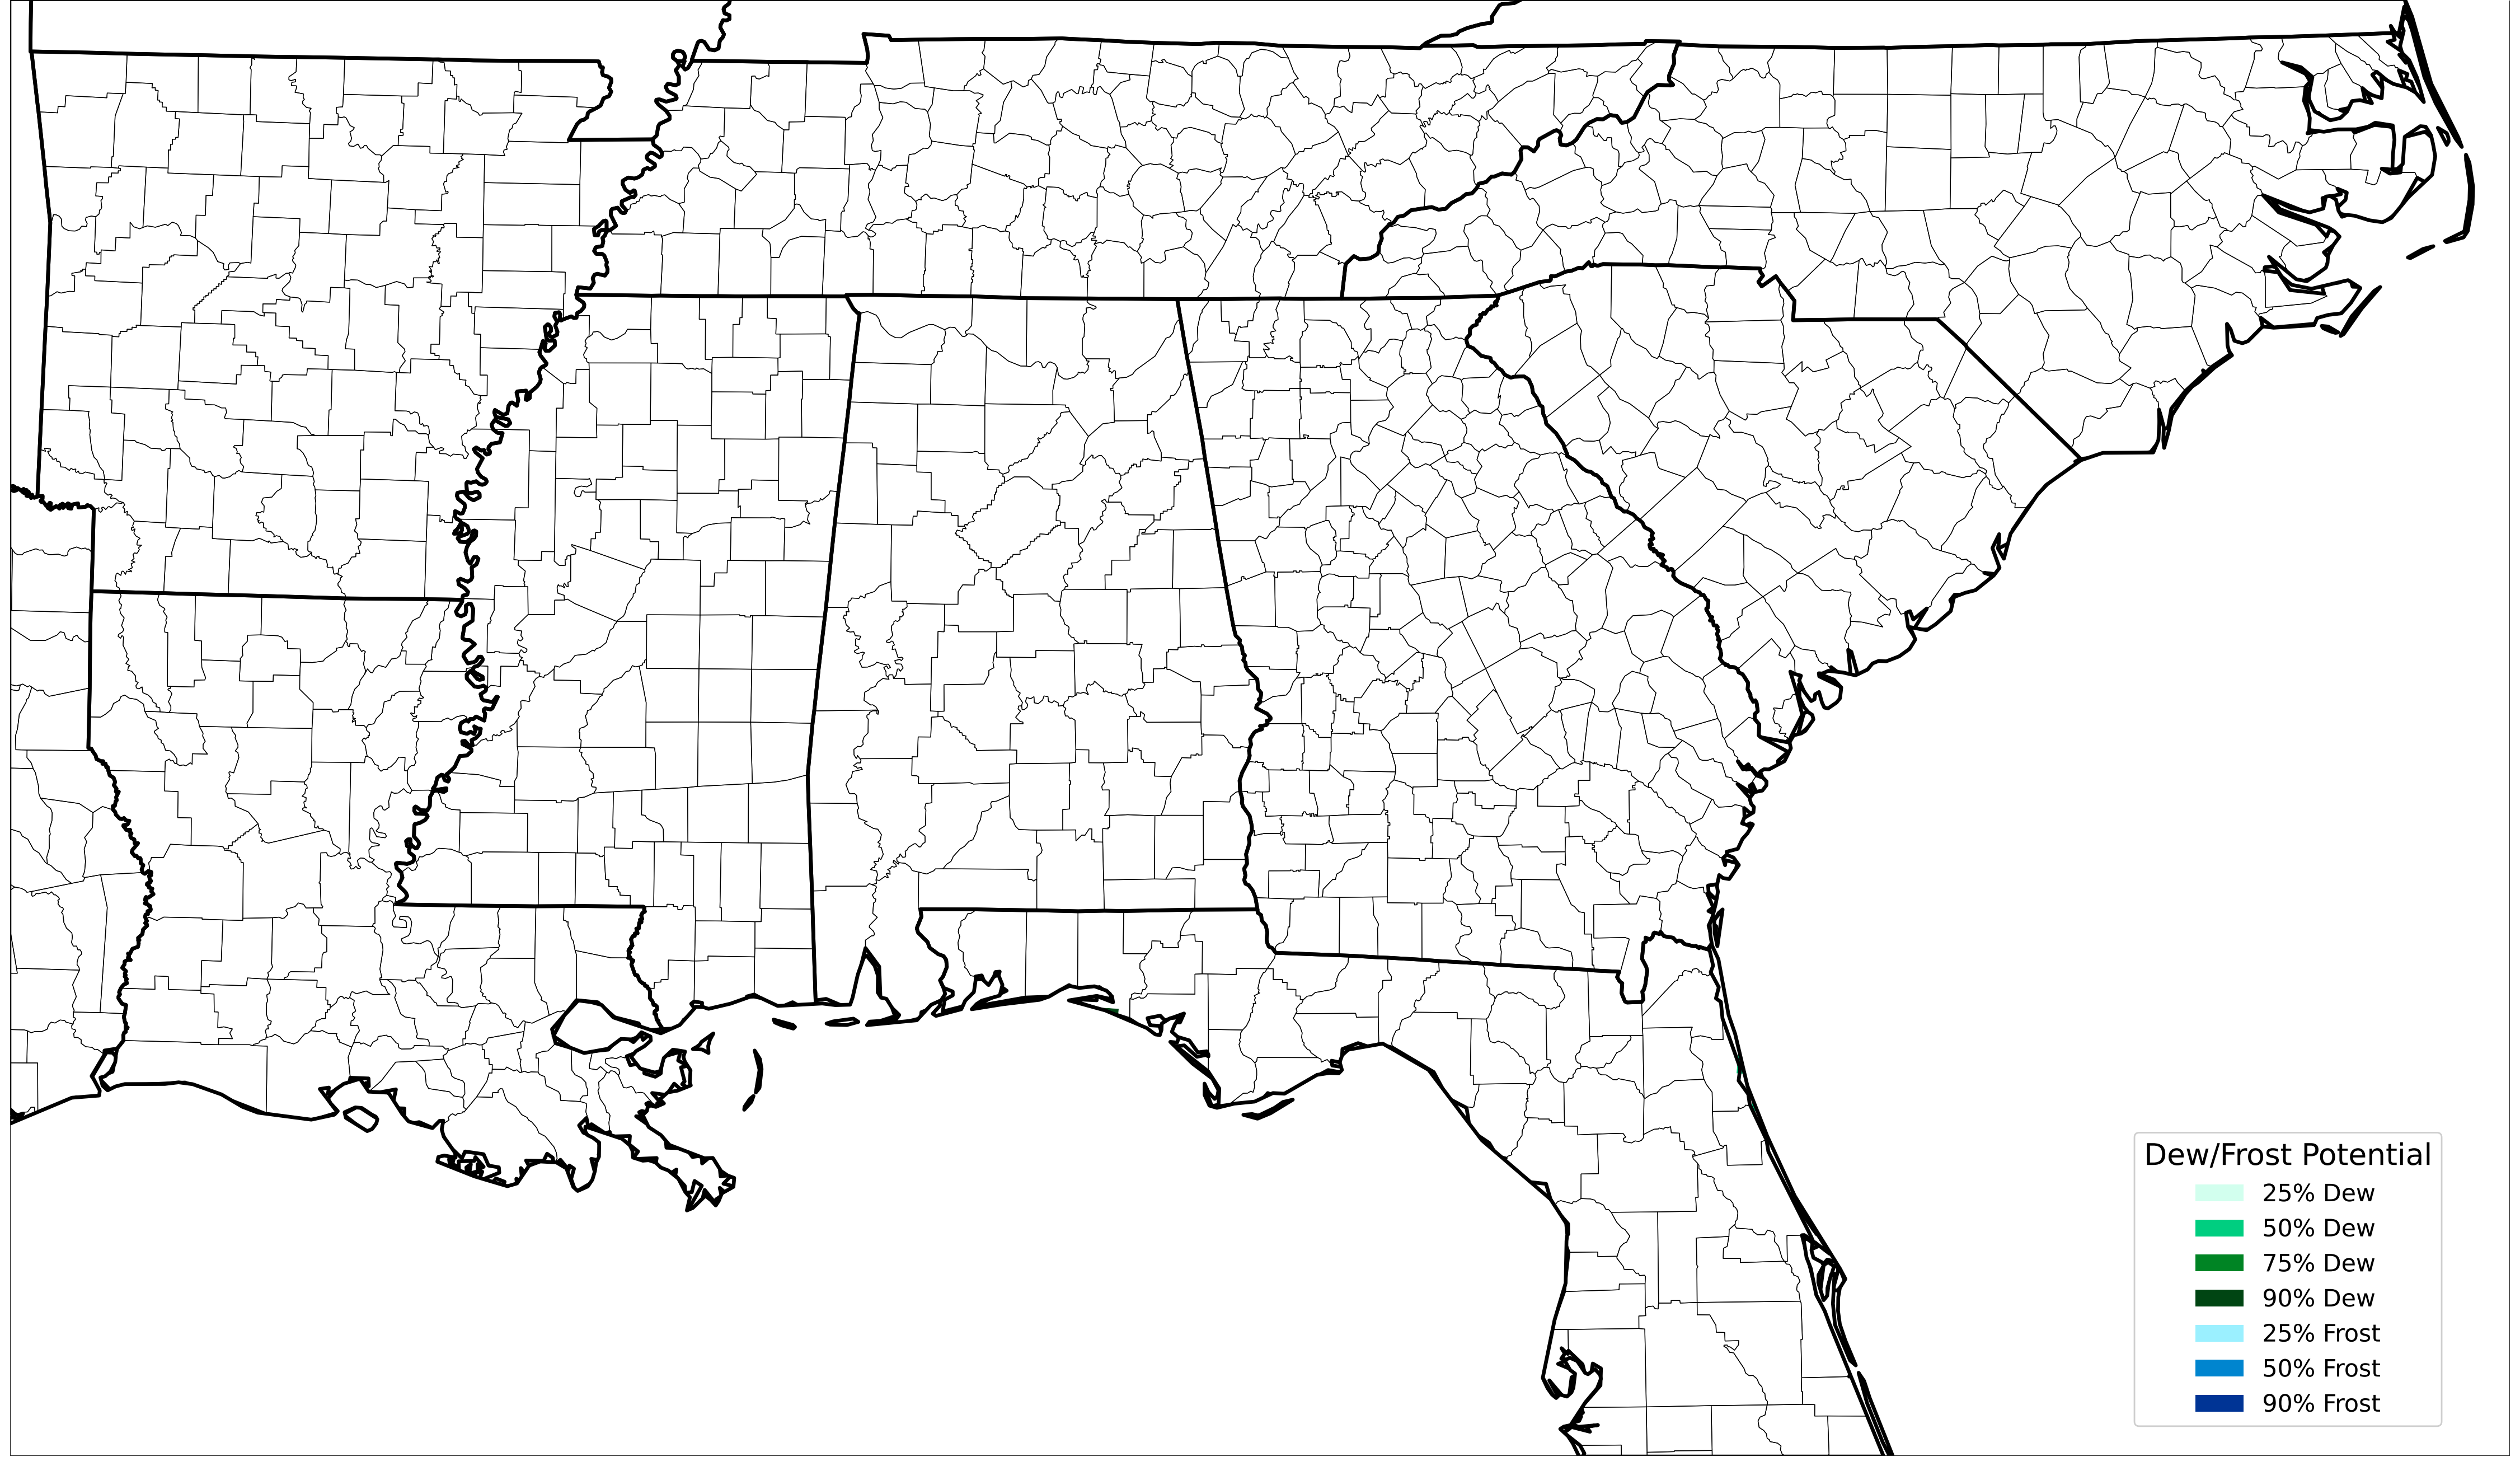 Dew/Frost Potential
25% Dew
50% Dew
75% Dew
90% Dew
25% Frost
50% Frost
90% Frost